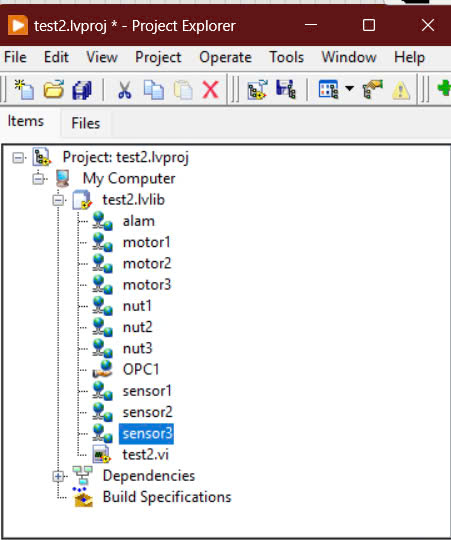 test2.lvproj * - Project Explorer
File Edit View Project Operate Tools Window Help
Items Files
Project: test2.lvproj
My Computer
test2.lvlib
alam
motor1
motor2
motor3
nut1
nut2
nut3
OPC1
sensor1
sensor2
sensor3
test2.vi
Dependencies
Build Specifications